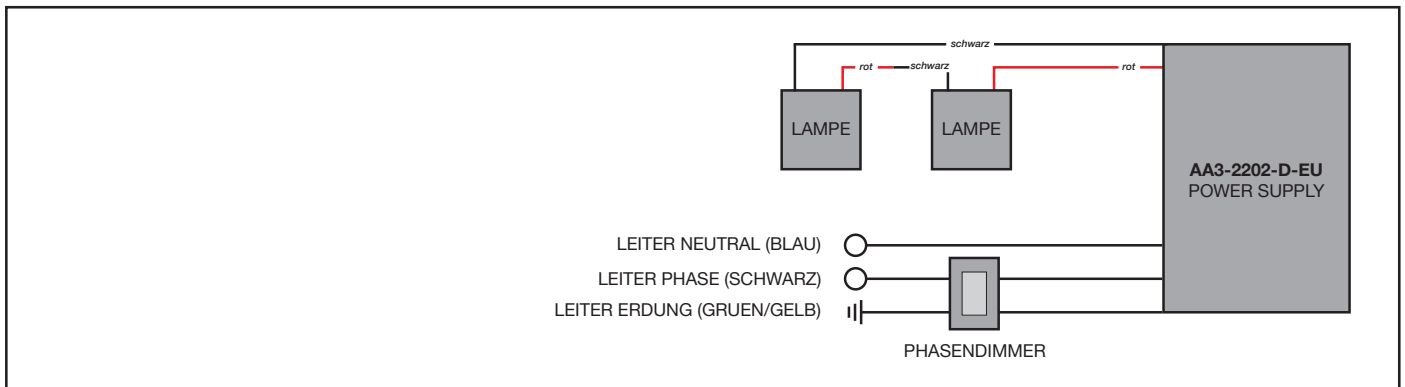 schwarz
rot schwarz rot
LAMPE LAMPE
AA3-2202-D-EU
POWER SUPPLY
LEITER NEUTRAL (BLAU)
LEITER PHASE (SCHWARZ)
LEITER ERDUNG (GRUEN/GELB)
PHASENDIMMER